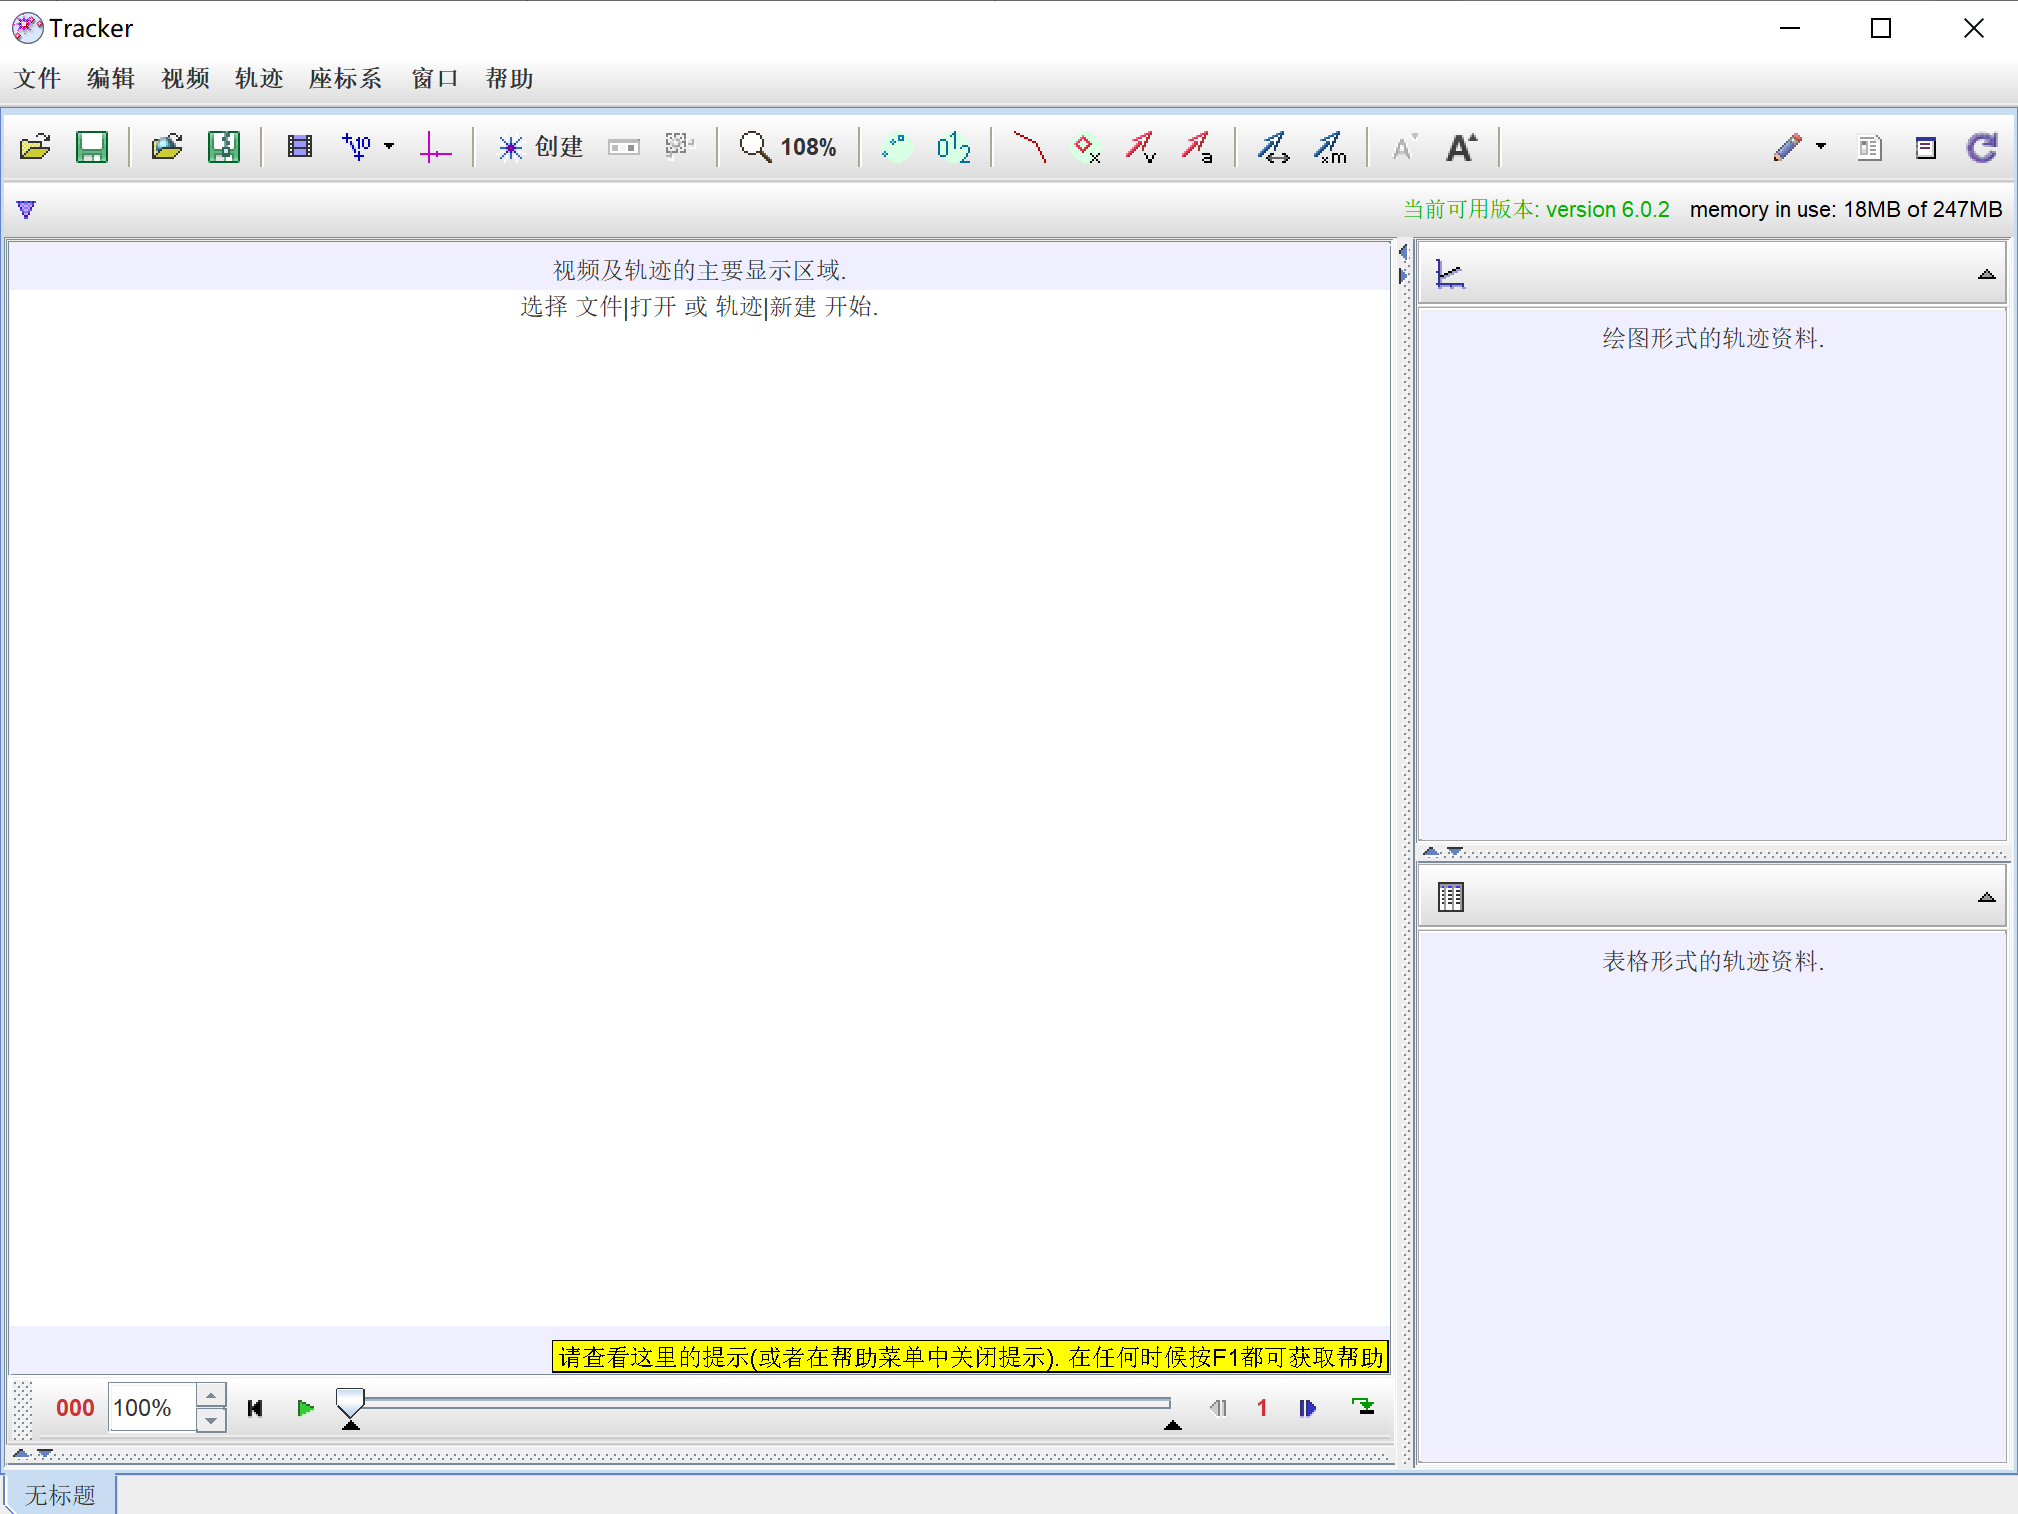 Tracker
文件 编辑 视频 轨迹 座标系 窗口 帮助
+10 创建 108% 012 x v a xm A A
当前可用版本: version 6.0.2 memory in use: 18MB of 247MB
视频及轨迹的主要显示区域.
选择 文件|打开 或 轨迹|新建 开始.
绘图形式的轨迹资料.
表格形式的轨迹资料.
请查看这里的提示(或者在帮助菜单中关闭提示). 在任何时候按F1都可获取帮助
000 100% 1
无标题